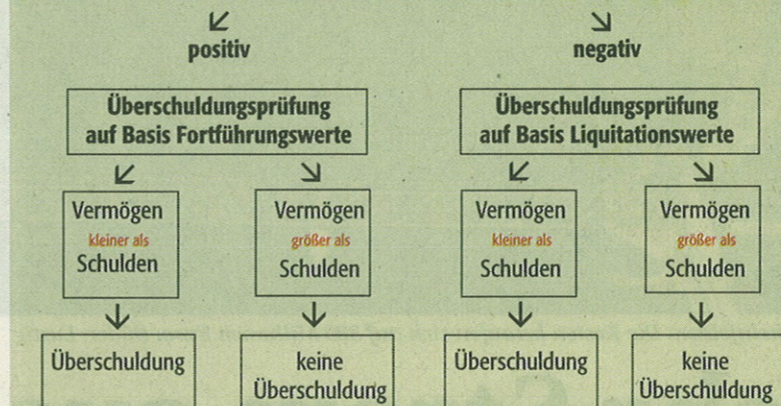 positiv
negativ
Überschuldungsprüfung
auf Basis Fortführungswerte
Überschuldungsprüfung
auf Basis Liquitationswerte
Vermögen
kleiner als
Schulden
Vermögen
größer als
Schulden
Vermögen
kleiner als
Schulden
Vermögen
größer als
Schulden
Überschuldung
keine
Überschuldung
Überschuldung
keine
Überschuldung